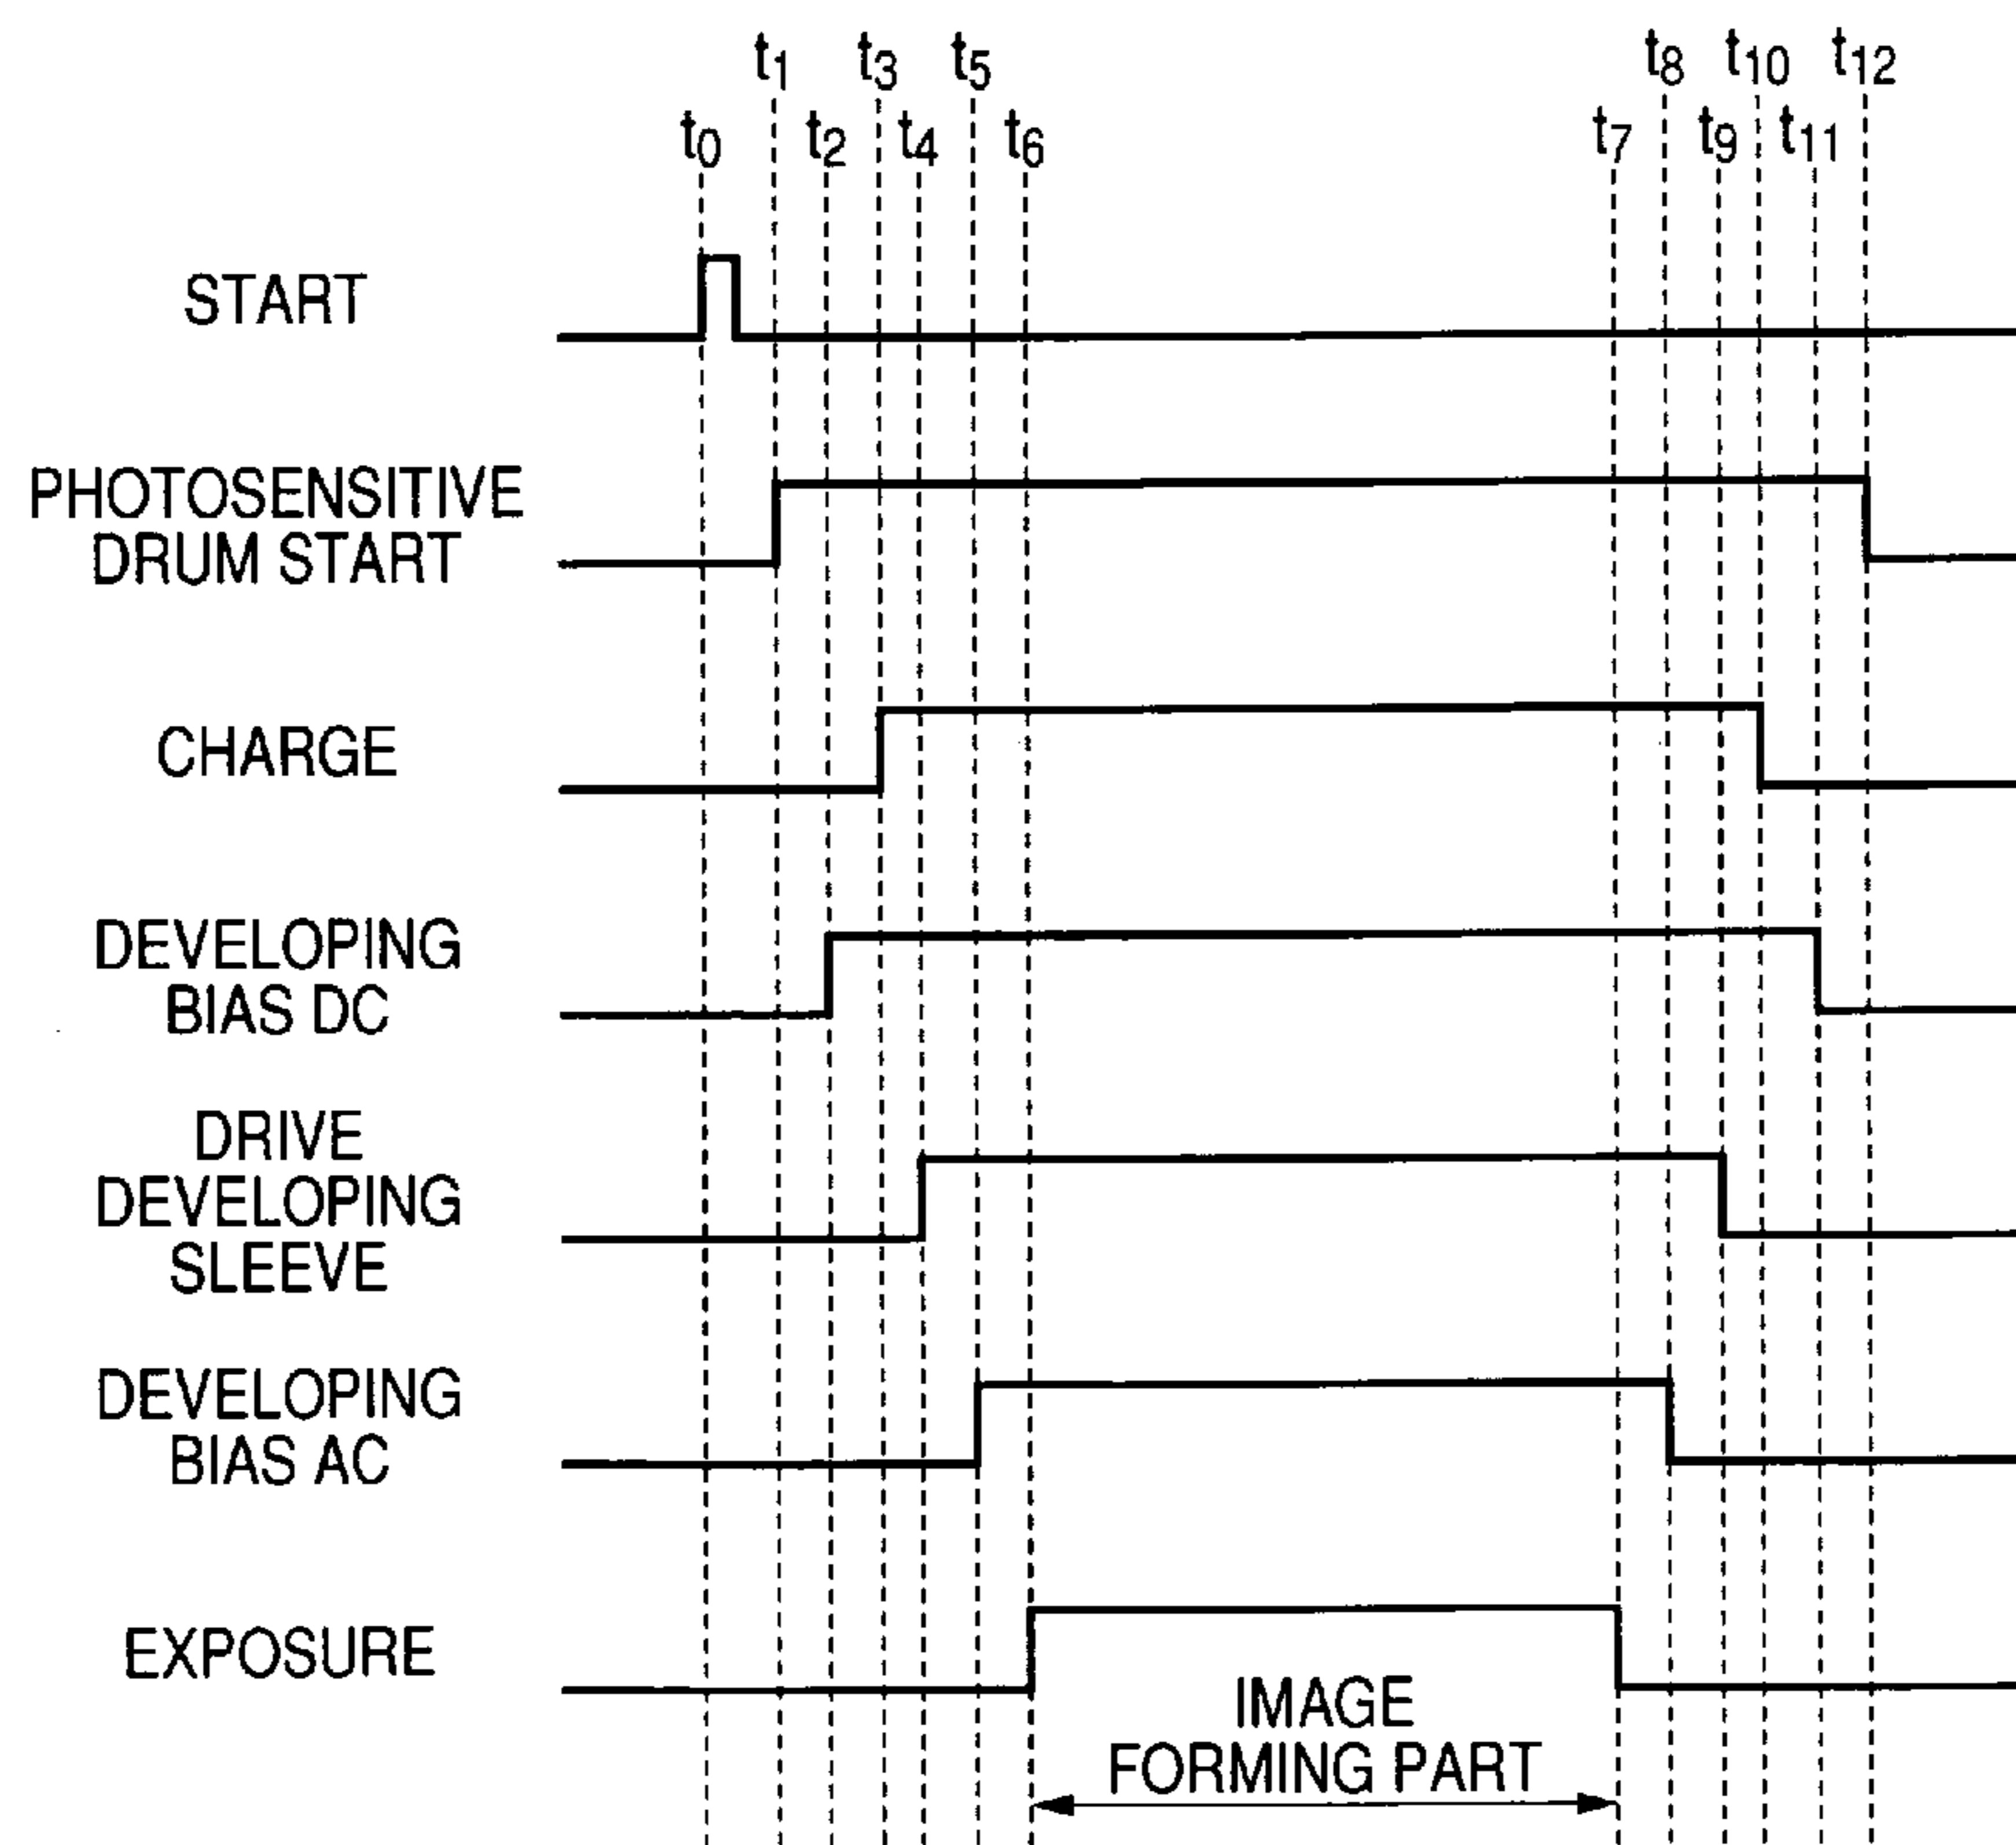 t1 t3 t5 t8 t10 t12
t0 t2 t4 t6 t7 t9 t11
START
PHOTOSENSITIVE
DRUM START
CHARGE
DEVELOPING
BIAS DC
DRIVE
DEVELOPING
SLEEVE
DEVELOPING
BIAS AC
EXPOSURE
IMAGE
FORMING PART